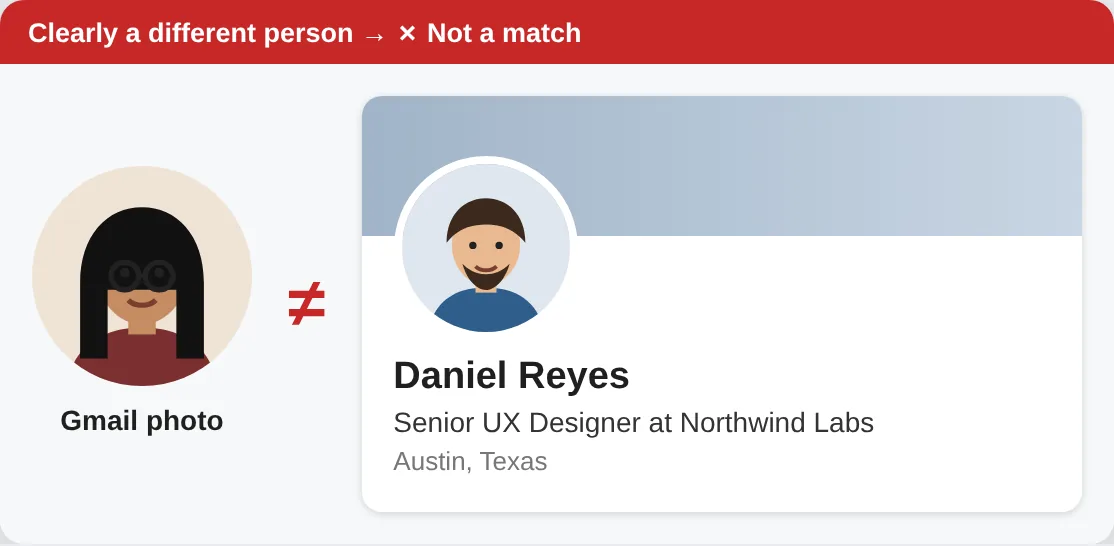 Clearly a different person → ✕ Not a match
≠
Gmail photo
Daniel Reyes
Senior UX Designer at Northwind Labs
Austin, Texas